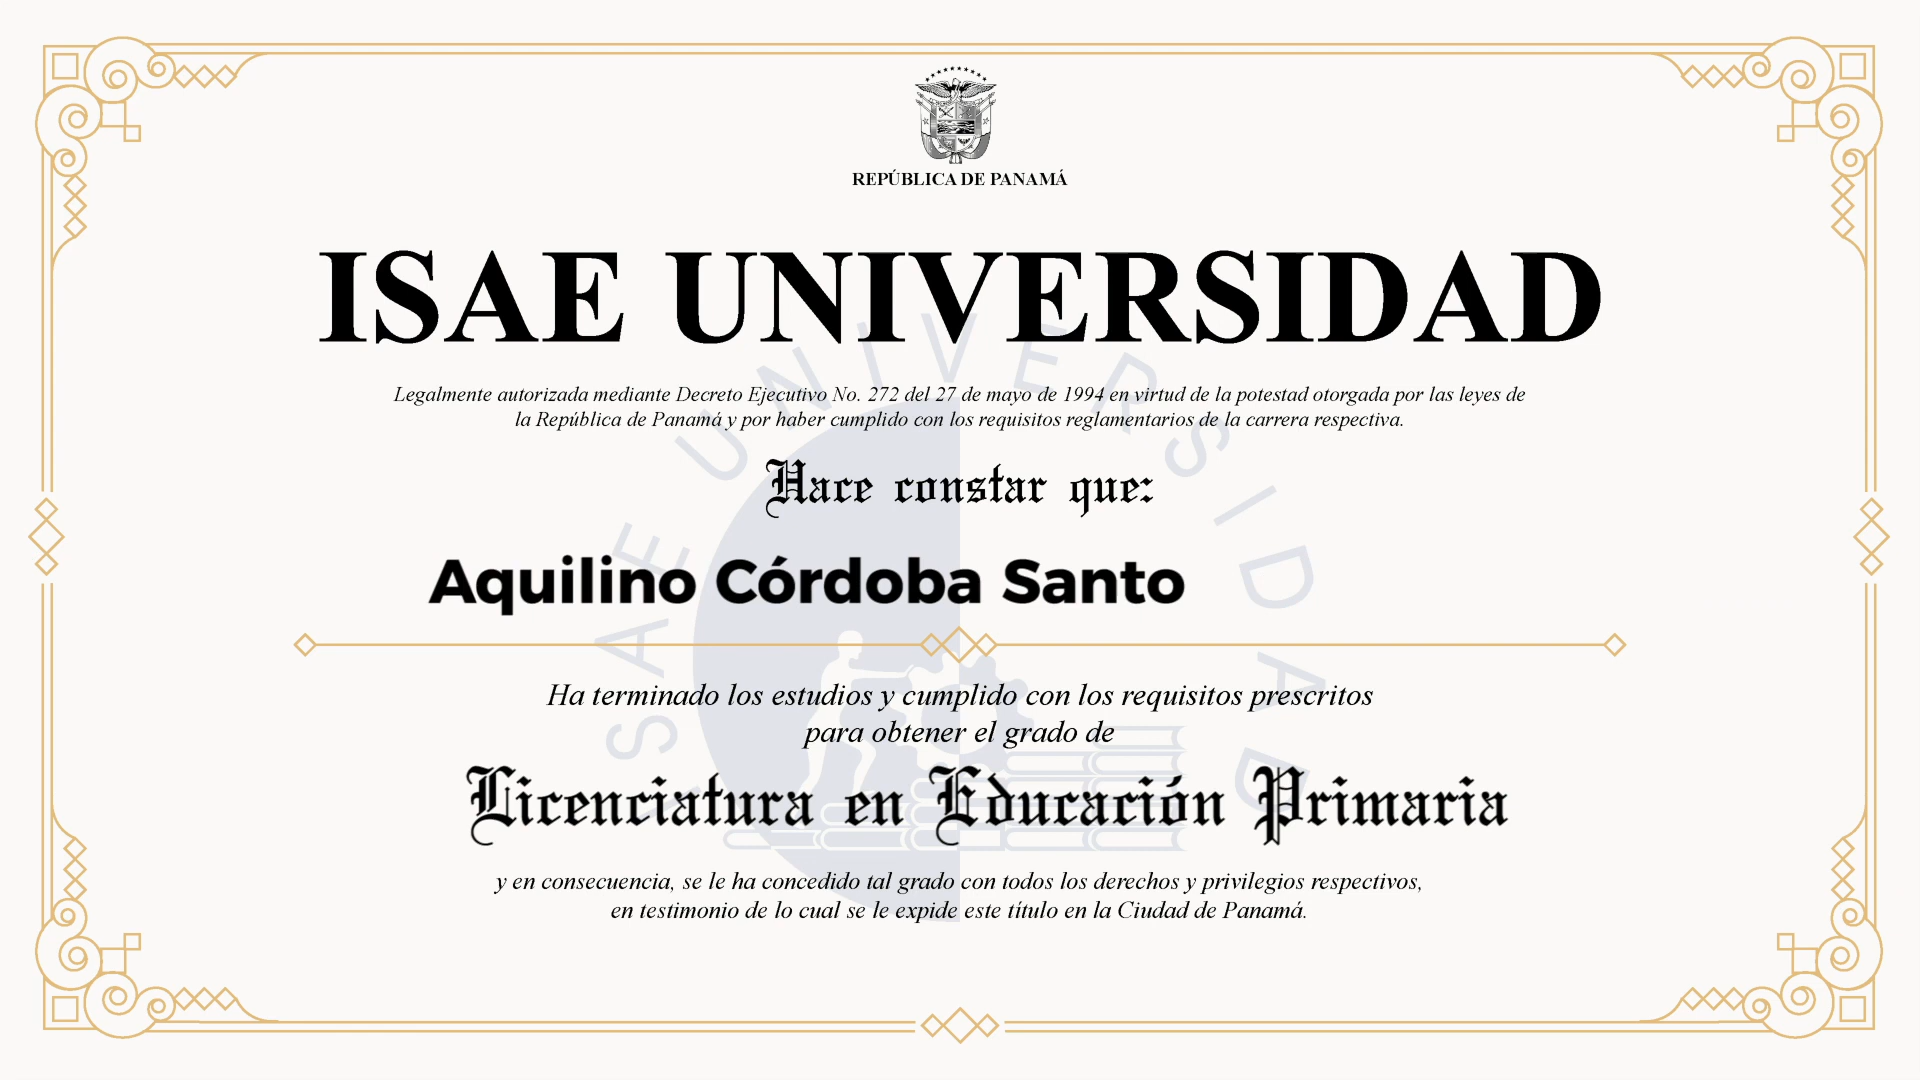 REPÚBLICA DE PANAMÁ
ISAE UNIVERSIDAD
Legalmente autorizada mediante Decreto Ejecutivo No. 272 del 27 de mayo de 1994 en virtud de la potestad otorgada por las leyes de
la República de Panamá y por haber cumplido con los requisitos reglamentarios de la carrera respectiva.
Hace constar que:
Aquilino Córdoba Santo
Ha terminado los estudios y cumplido con los requisitos prescritos
para obtener el grado de
Licenciatura en Educación Primaria
y en consecuencia, se le ha concedido tal grado con todos los derechos y privilegios respectivos,
en testimonio de lo cual se le expide este título en la Ciudad de Panamá.
ISAE UNIVERSIDAD